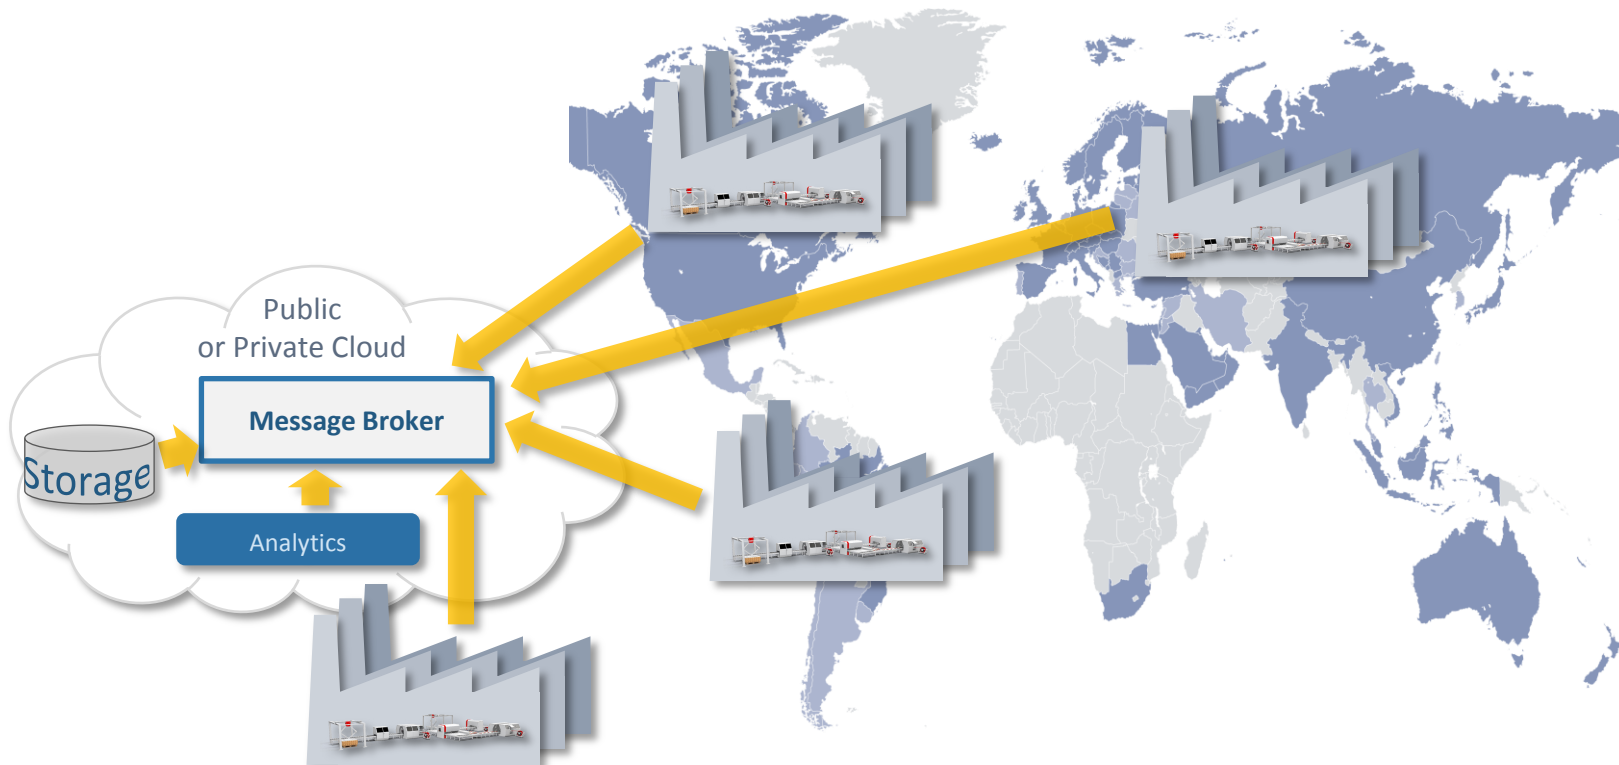 Public
or Private Cloud
Message Broker
Storage
Analytics